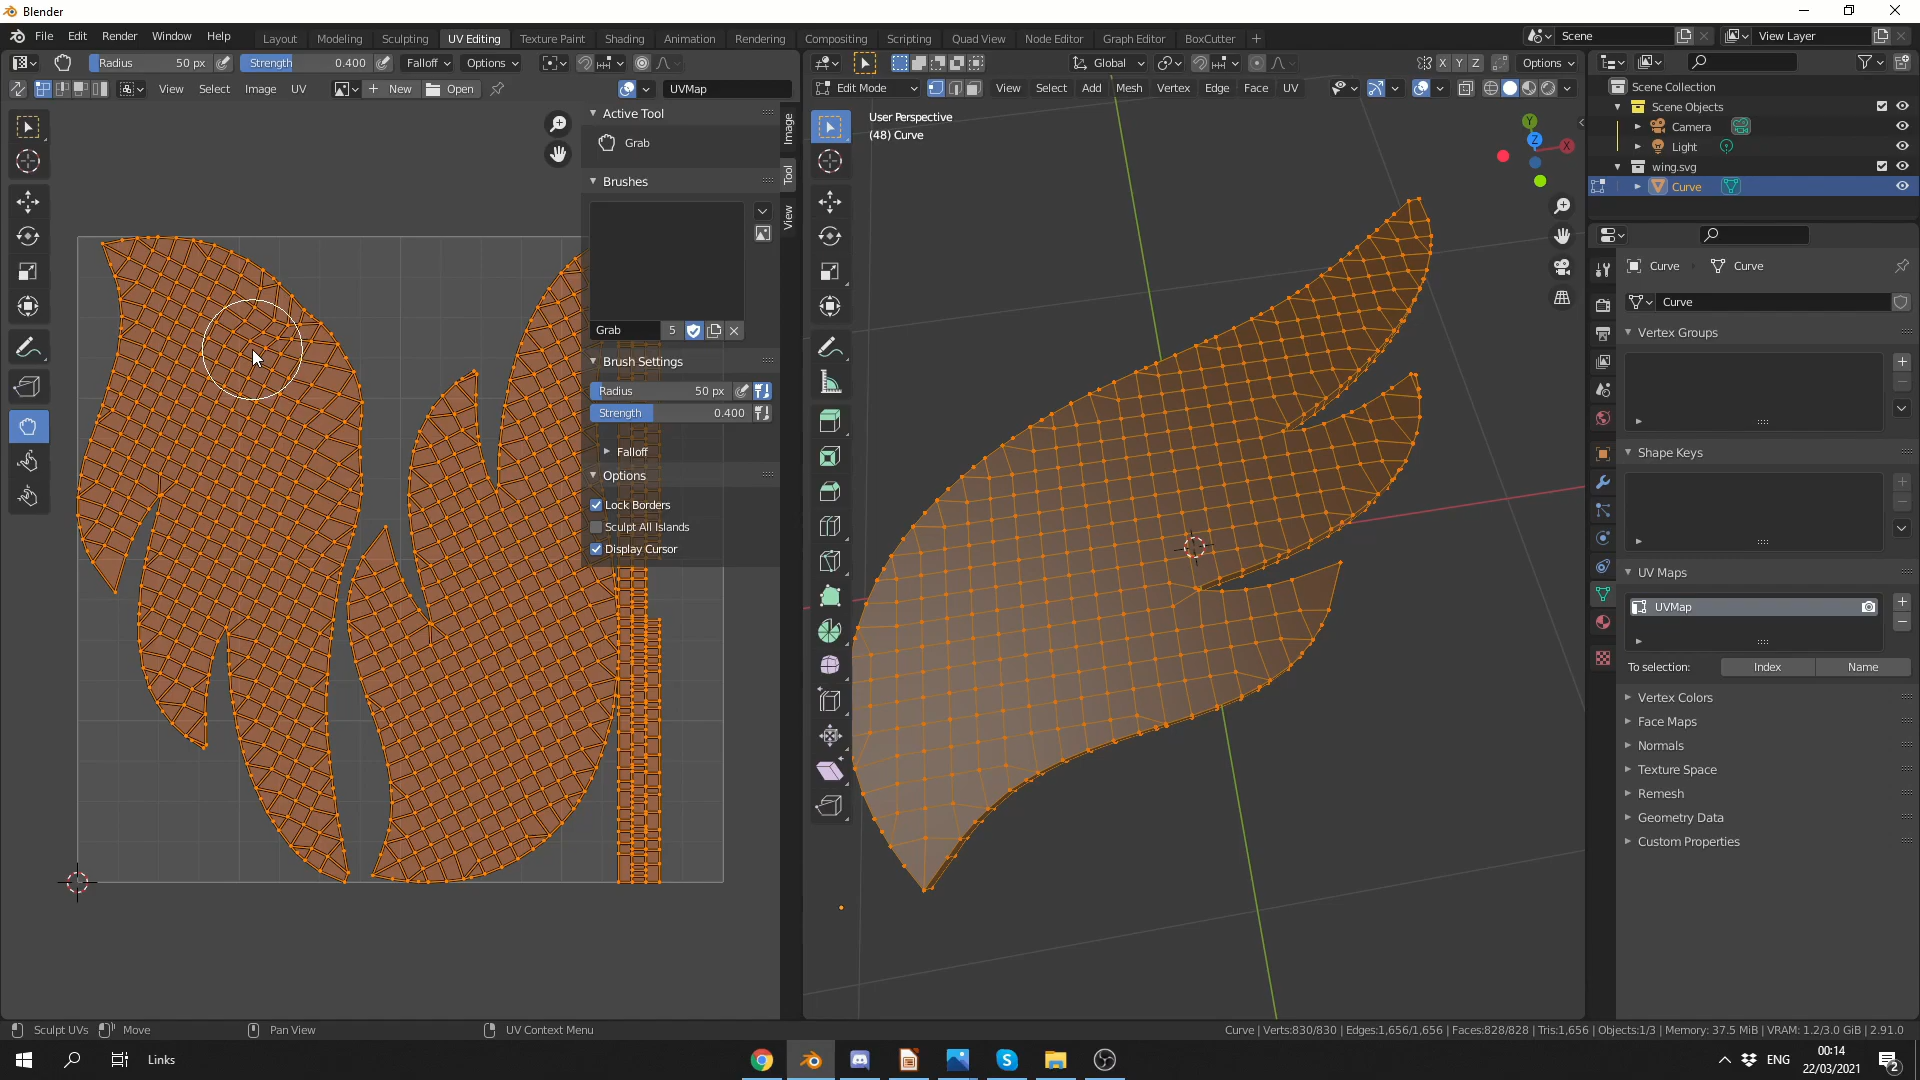 Blender
File Edit Render Window Help
Layout Modeling Sculpting UV Editing Texture Paint Shading Animation Rendering Compositing Scripting Quad View Node Editor Graph Editor BoxCutter +
Scene
View Layer
Radius 50 px
Strength 0.400
Falloff
Options
Global
X Y Z
Options
View Select Image UV
New
Open
UVMap
Edit Mode
View Select Add Mesh Vertex Edge Face UV
Active Tool
Grab
Brushes
Grab 5
Brush Settings
Radius 50 px
Strength 0.400
Falloff
Options
Lock Borders
Sculpt All Islands
Display Cursor
Image
Tool
View
User Perspective
(48) Curve
Y
Z
X
Scene Collection
Scene Objects
Camera
Light
wing.svg
Curve
Curve
Curve
Curve
Vertex Groups
Shape Keys
UV Maps
UVMap
To selection:
Index
Name
Vertex Colors
Face Maps
Normals
Texture Space
Remesh
Geometry Data
Custom Properties
Sculpt UVs
Move
Pan View
UV Context Menu
Curve | Verts:830/830 | Edges:1,656/1,656 | Faces:828/828 | Tris:1,656 | Objects:1/3 | Memory: 37.5 MiB | VRAM: 1.2/3.0 GiB | 2.91.0
Links
ENG
00:14
22/03/2021
2